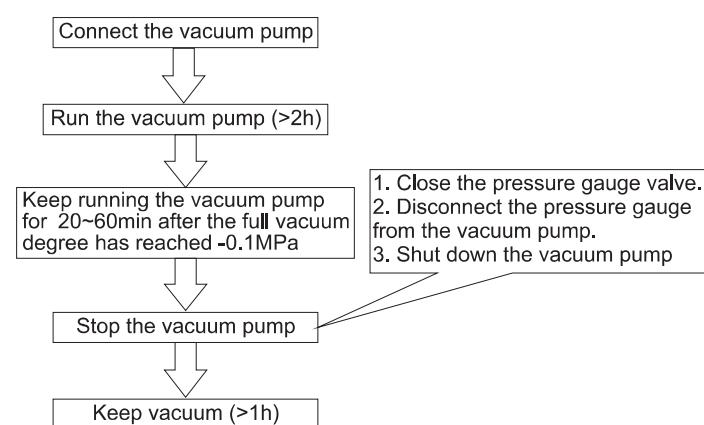 Connect the vacuum pump
Run the vacuum pump (>2h)
Keep running the vacuum pump
for 20~60min after the full vacuum
degree has reached -0.1MPa
1. Close the pressure gauge valve.
2. Disconnect the pressure gauge
from the vacuum pump.
3. Shut down the vacuum pump
Stop the vacuum pump
Keep vacuum (>1h)